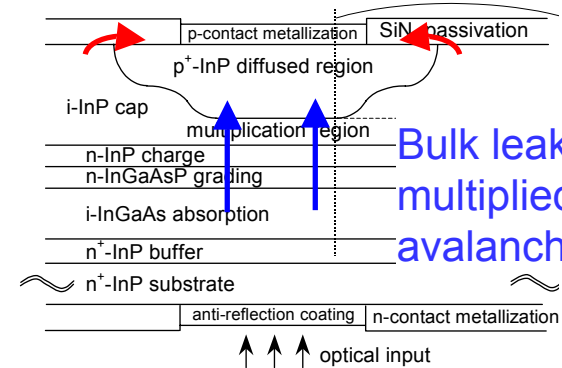 p-contact metallization SiN passivation
p+-InP diffused region
i-InP cap
multiplication region
n-InP charge
n-InGaAsP grading
i-InGaAs absorption
n+-InP buffer
n+-InP substrate
Bulk leak
multiplied
avalanch
anti-reflection coating n-contact metallization
optical input